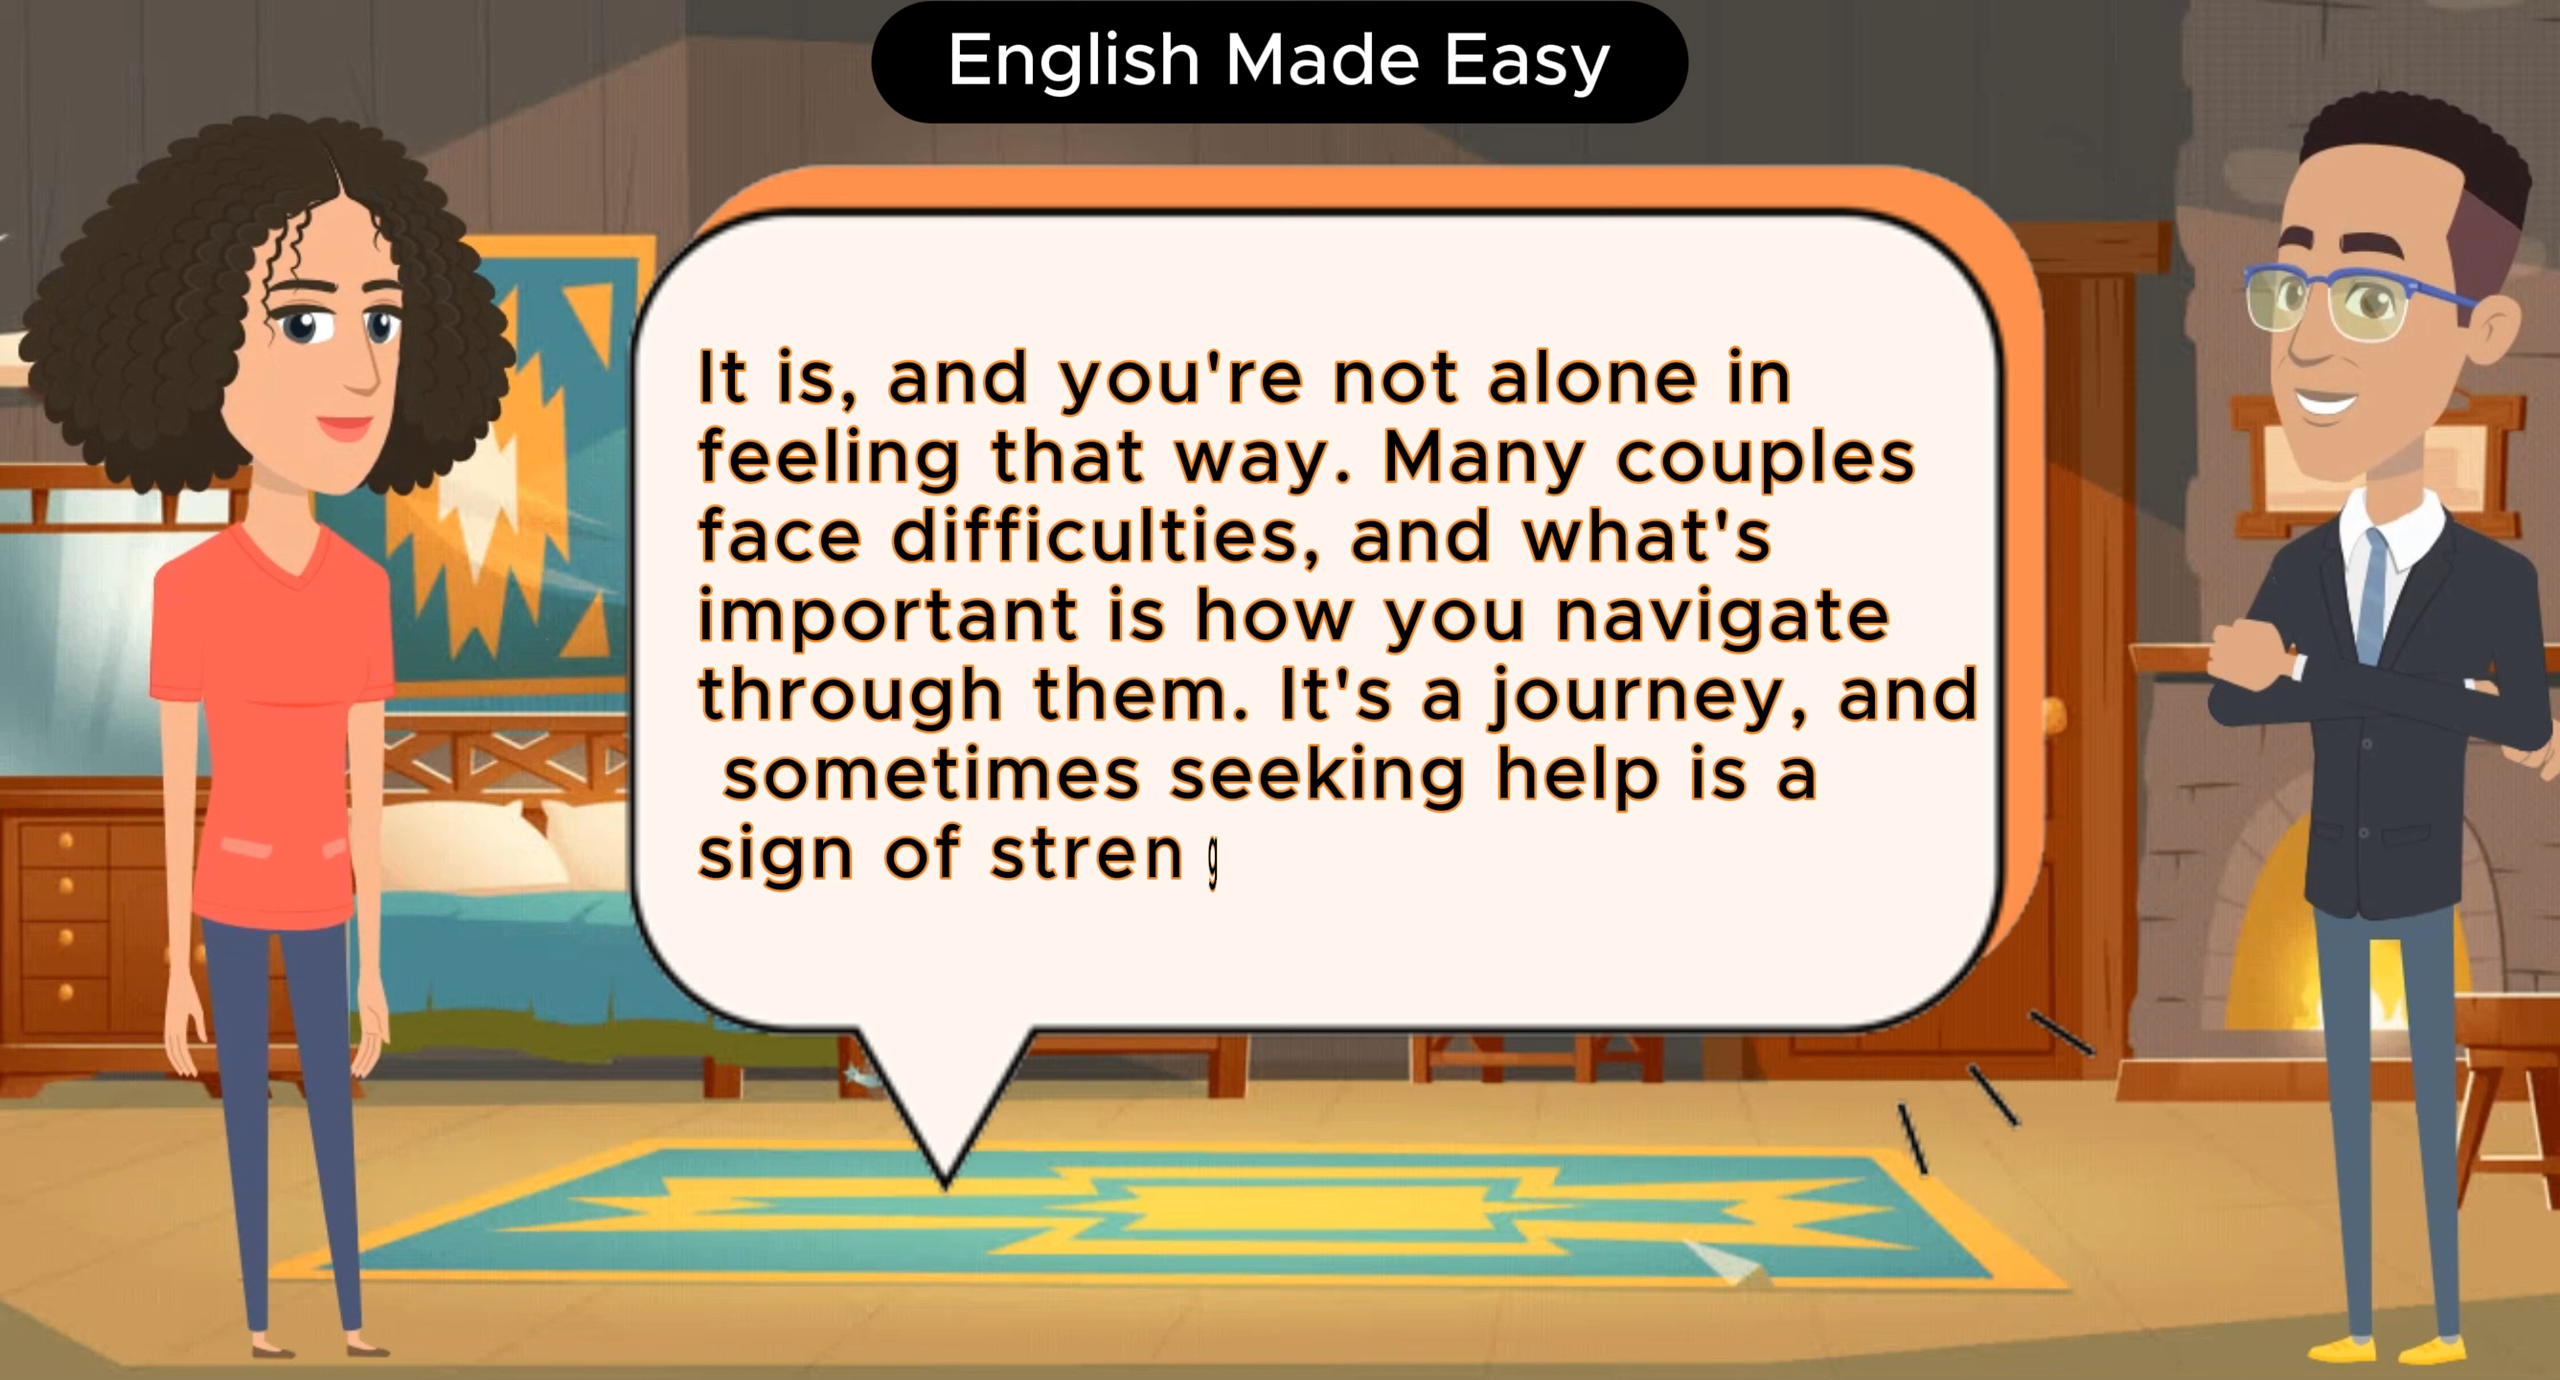 English Made Easy
It is, and you're not alone in
feeling that way. Many couples
face difficulties, and what's
important is how you navigate
through them. It's a journey, and
sometimes seeking help is a
sign of streng